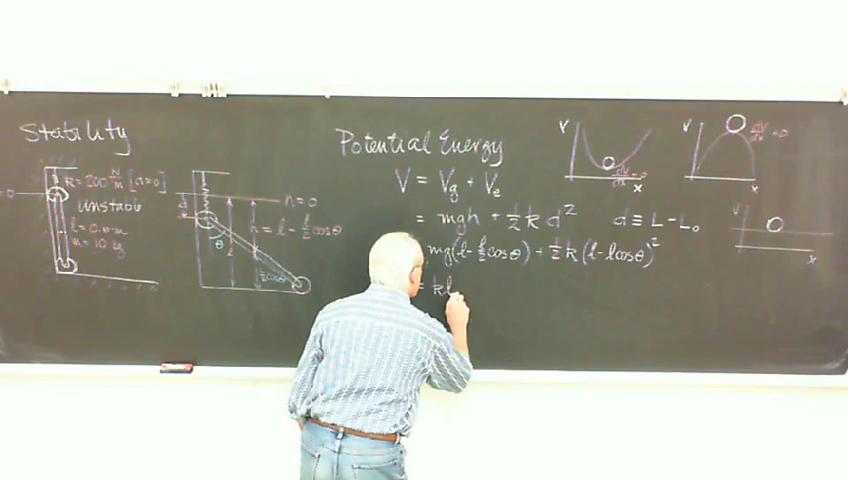 Stability
k = 200 N/m [d=0]
unstable
l = 0.6 m
m = 10 kg
h=0
h = l - l/2 cosθ
θ
l
l/2 cosθ
Potential Energy
V = Vg + Ve
= mgh + 1/2 k d² d ≡ L - L₀
mg(l - l/2 cosθ) + 1/2 k (l - l cosθ)²
= kl
V
dV/dx = 0
x
V
dV/dx = 0
x
V
x